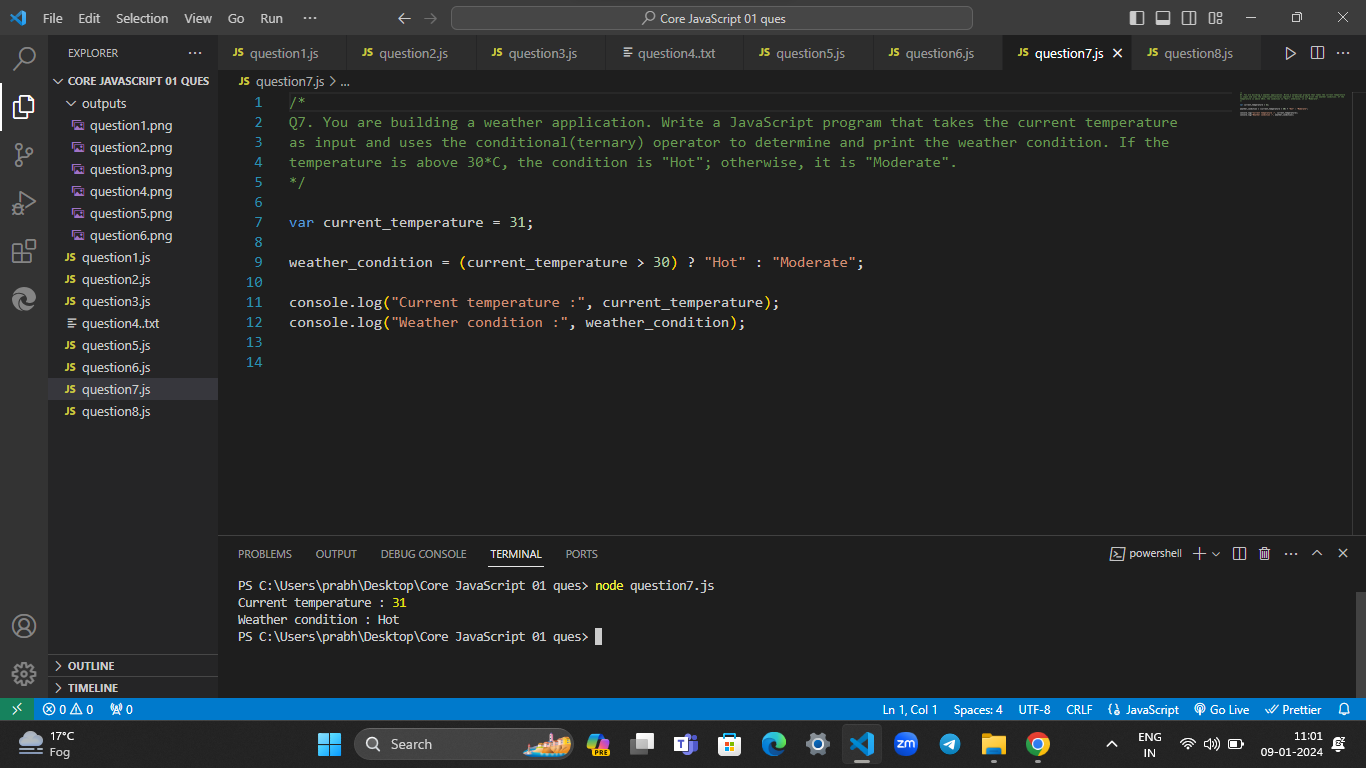 File Edit Selection View Go Run ··· Core JavaScript 01 ques
EXPLORER ···
question1.js question2.js question3.js question4..txt question5.js question6.js question7.js question8.js
CORE JAVASCRIPT 01 QUES
outputs
question1.png
question2.png
question3.png
question4.png
question5.png
question6.png
JS question1.js
JS question2.js
JS question3.js
question4..txt
JS question5.js
JS question6.js
JS question7.js
JS question8.js
OUTLINE
TIMELINE
JS question7.js > ...
1 /*
2 Q7. You are building a weather application. Write a JavaScript program that takes the current temperature
3 as input and uses the conditional(ternary) operator to determine and print the weather condition. If the
4 temperature is above 30*C, the condition is "Hot"; otherwise, it is "Moderate".
5 */
6
7 var current_temperature = 31;
8
9 weather_condition = (current_temperature > 30) ? "Hot" : "Moderate";
10
11 console.log("Current temperature :", current_temperature);
12 console.log("Weather condition :", weather_condition);
13
14
PROBLEMS OUTPUT DEBUG CONSOLE TERMINAL PORTS powershell
PS C:\Users\prabh\Desktop\Core JavaScript 01 ques> node question7.js
Current temperature : 31
Weather condition : Hot
PS C:\Users\prabh\Desktop\Core JavaScript 01 ques>
0 0 0 Ln 1, Col 1 Spaces: 4 UTF-8 CRLF JavaScript Go Live Prettier
17°C
Fog
Search
PRE
zm
ENG
IN
11:01
09-01-2024